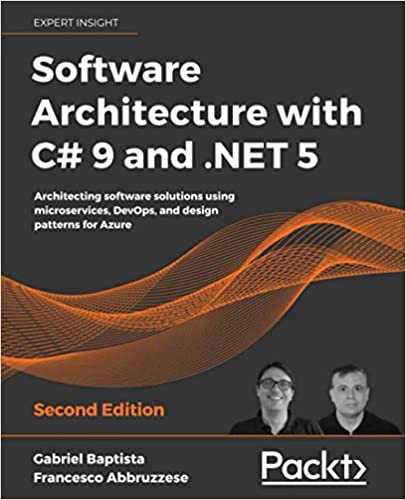 EXPERT INSIGHT
Software
Architecture with
C# 9 and .NET 5
Architecting software solutions using
microservices, DevOps, and design
patterns for Azure
Second Edition
Gabriel Baptista
Francesco Abbruzzese
Packt>